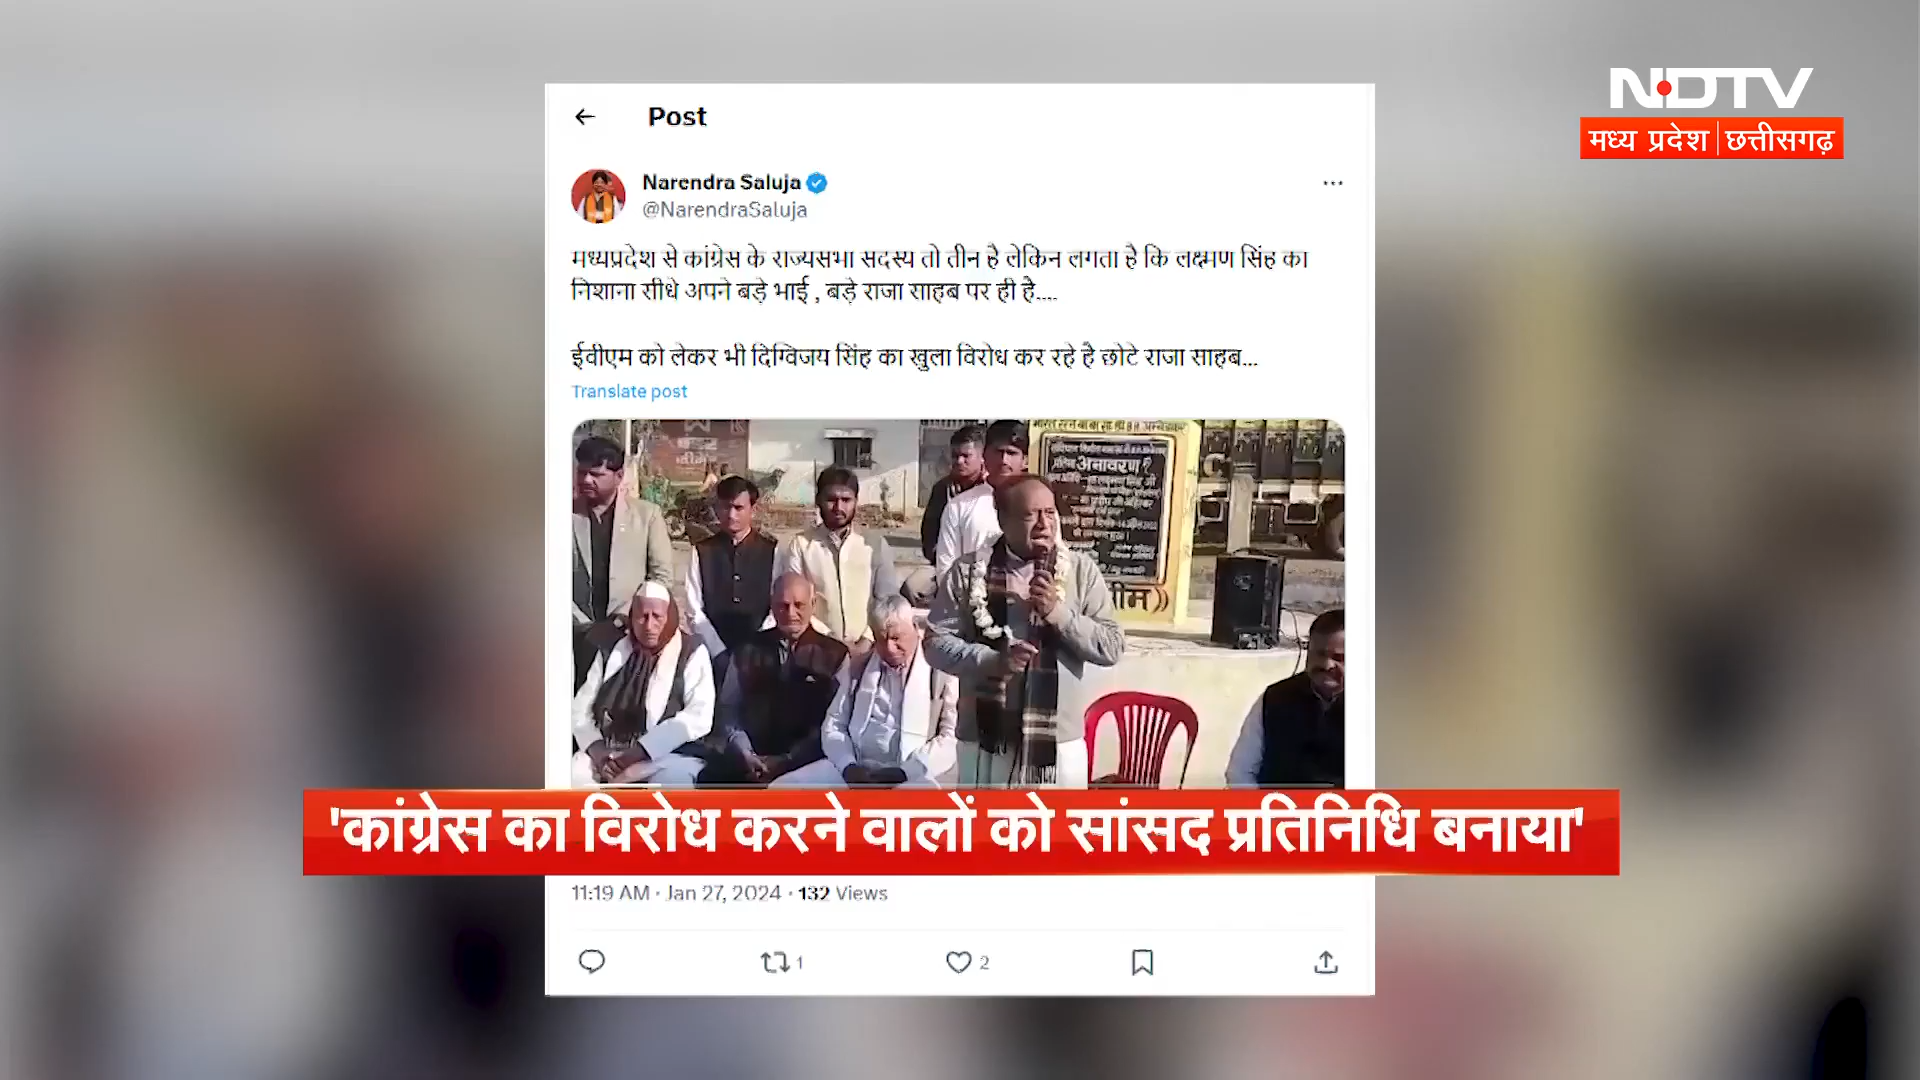 NDTV
मध्य प्रदेश|छत्तीसगढ़
Post
Narendra Saluja
@NarendraSaluja
मध्यप्रदेश से कांग्रेस के राज्यसभा सदस्य तो तीन है लेकिन लगता है कि लक्ष्मण सिंह का
निशाना सीधे अपने बड़े भाई , बड़े राजा साहब पर ही है....
ईवीएम को लेकर भी दिग्विजय सिंह का खुला विरोध कर रहे है छोटे राजा साहब...
Translate post
अनावरण
'कांग्रेस का विरोध करने वालों को सांसद प्रतिनिधि बनाया'
11:19 AM · Jan 27, 2024 · 132 Views
1
2